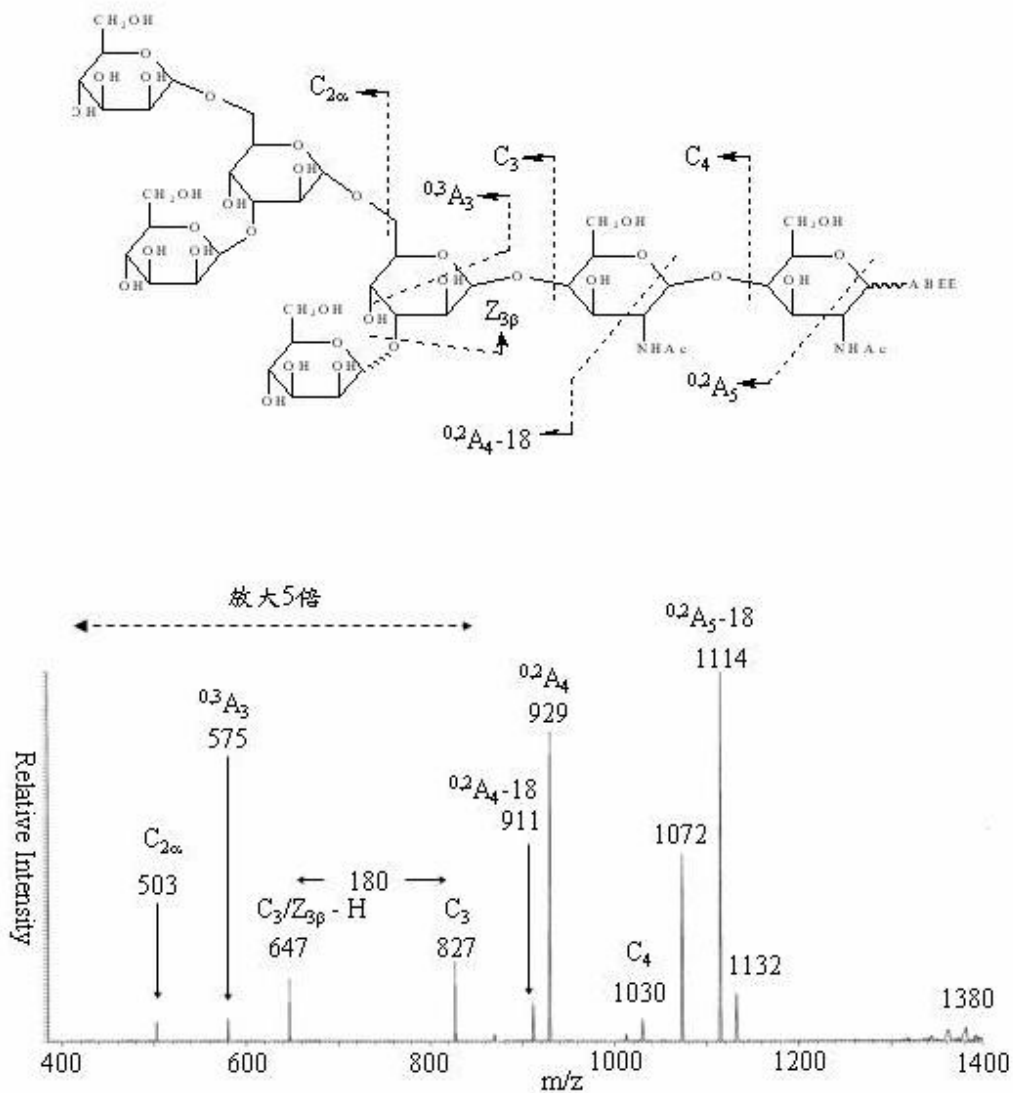 CH₂OH
O
OH OH
OH
O
C₂α
C₃
C₄
⁰·³A₃
CH₂OH
O
OH
OH
O
O
CH₂OH
CH₂OH
O
OH OH
OH
O
O
OH
OH
O
O
OH
NHAc
O
O
OH
NHAc
ABEE
CH₂OH
O
OH OH
OH
O
Z₃β
⁰·²A₅
⁰·²A₄-18
放大5倍
⁰·²A₅-18
1114
⁰·³A₃
575
⁰·²A₄
929
⁰·²A₄-18
911
1072
C₂α
503
180
C₃/Z₃β - H
647
C₃
827
C₄
1030
1132
1380
Relative Intensity
400 600 800 1000 1200 1400
m/z